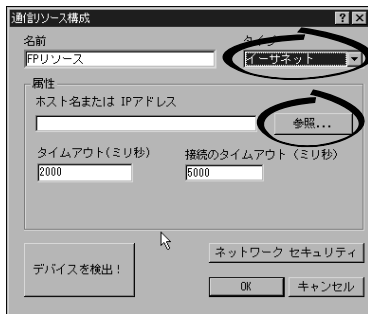 通信リソース構成
名前
FPリソース
イーサネット
属性
ホスト名または IPアドレス
参照...
タイムアウト(ミリ秒)
接続のタイムアウト (ミリ秒)
2000
5000
デバイスを検出!
ネットワーク セキュリティ
OK
キャンセル